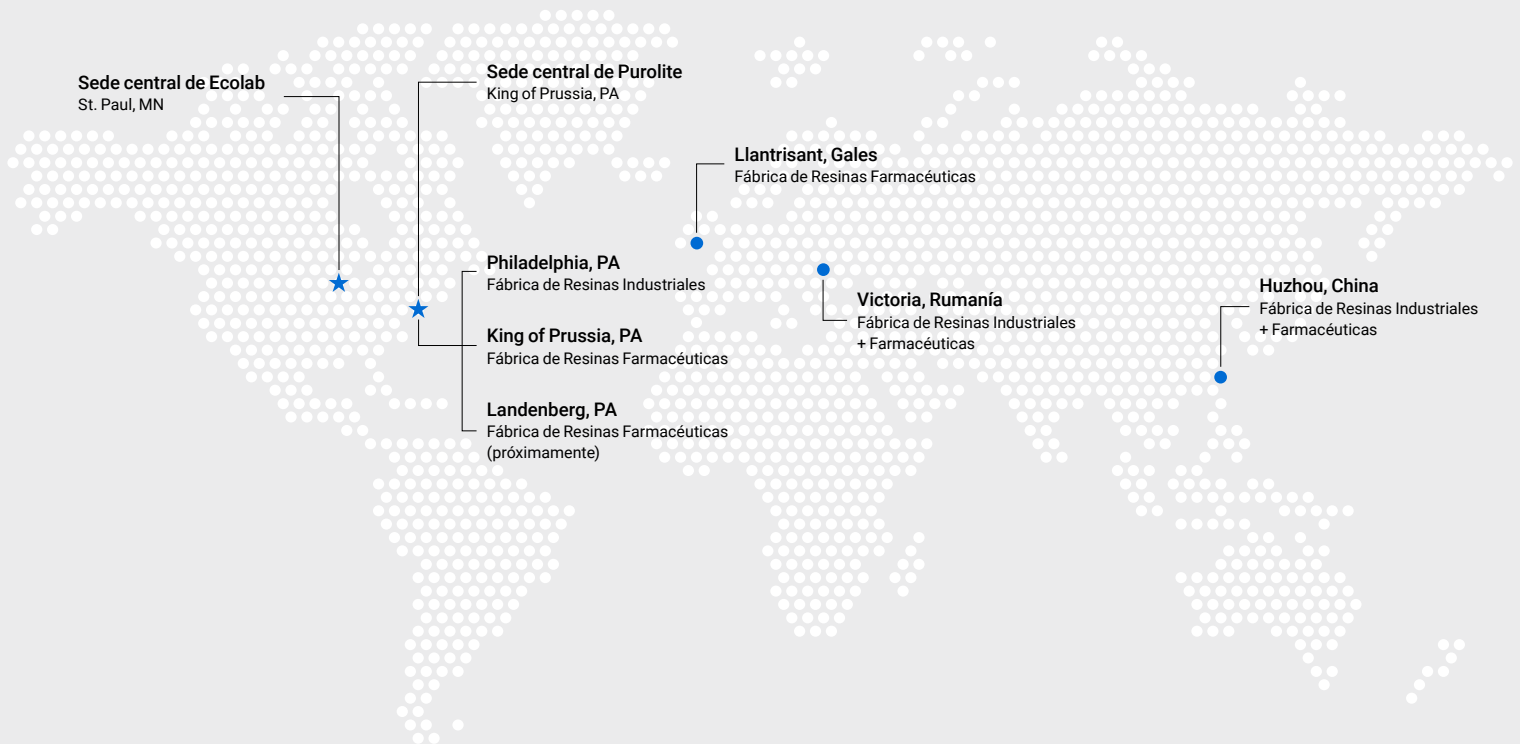 Sede central de Ecolab
St. Paul, MN
Sede central de Purolite
King of Prussia, PA
Llantrisant, Gales
Fábrica de Resinas Farmacéuticas
Philadelphia, PA
Fábrica de Resinas Industriales
King of Prussia, PA
Fábrica de Resinas Farmacéuticas
Landenberg, PA
Fábrica de Resinas Farmacéuticas
(próximamente)
Victoria, Rumanía
Fábrica de Resinas Industriales
+ Farmacéuticas
Huzhou, China
Fábrica de Resinas Industriales
+ Farmacéuticas